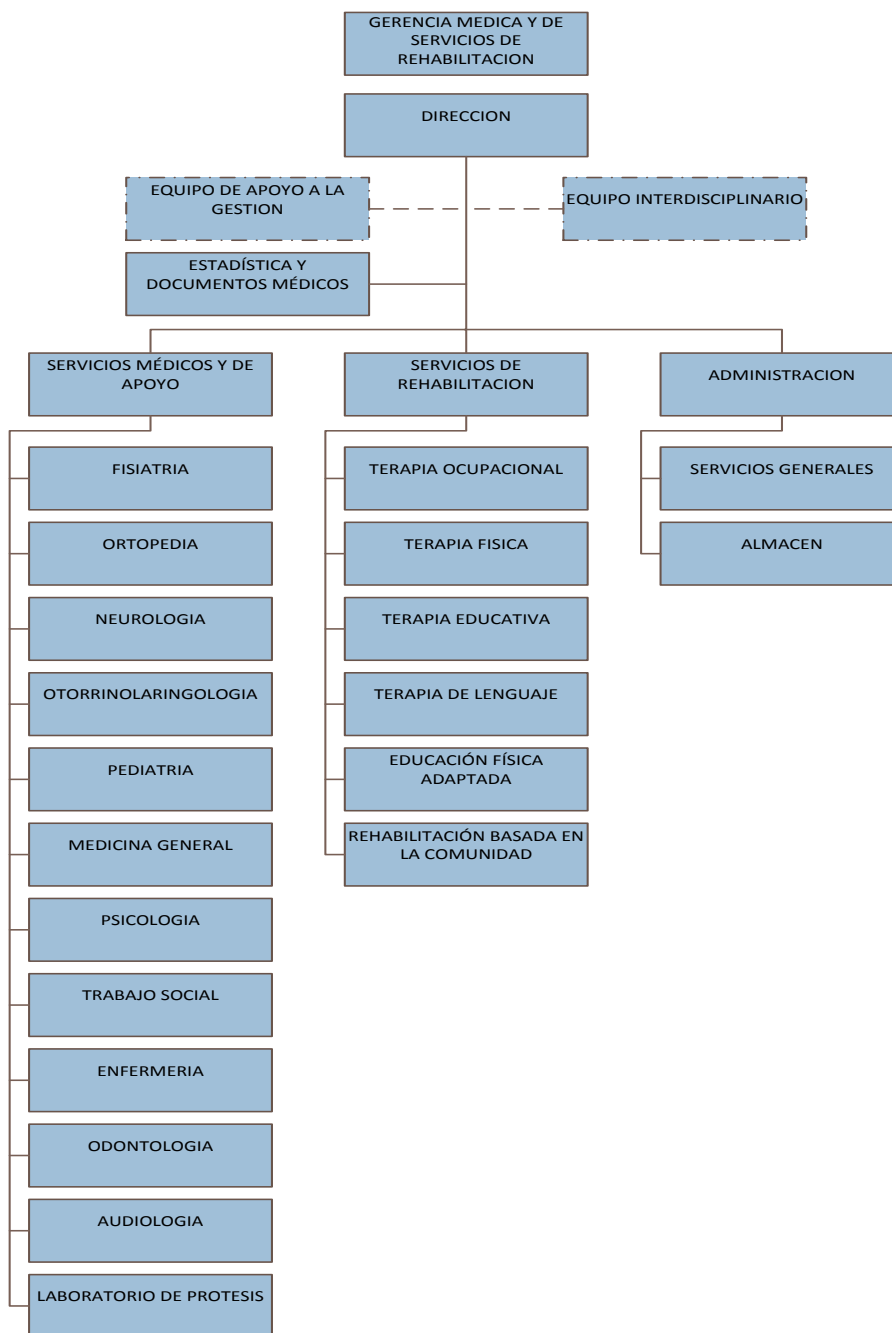 GERENCIA MEDICA Y DE
SERVICIOS DE
REHABILITACION
DIRECCION
EQUIPO DE APOYO A LA
GESTION
EQUIPO INTERDISCIPLINARIO
ESTADÍSTICA Y
DOCUMENTOS MÉDICOS
SERVICIOS MÉDICOS Y DE
APOYO
FISIATRIA
ORTOPEDIA
NEUROLOGIA
OTORRINOLARINGOLOGIA
PEDIATRIA
MEDICINA GENERAL
PSICOLOGIA
TRABAJO SOCIAL
ENFERMERIA
ODONTOLOGIA
AUDIOLOGIA
LABORATORIO DE PROTESIS
SERVICIOS DE
REHABILITACION
TERAPIA OCUPACIONAL
TERAPIA FISICA
TERAPIA EDUCATIVA
TERAPIA DE LENGUAJE
EDUCACIÓN FÍSICA
ADAPTADA
REHABILITACIÓN BASADA EN
LA COMUNIDAD
ADMINISTRACION
SERVICIOS GENERALES
ALMACEN